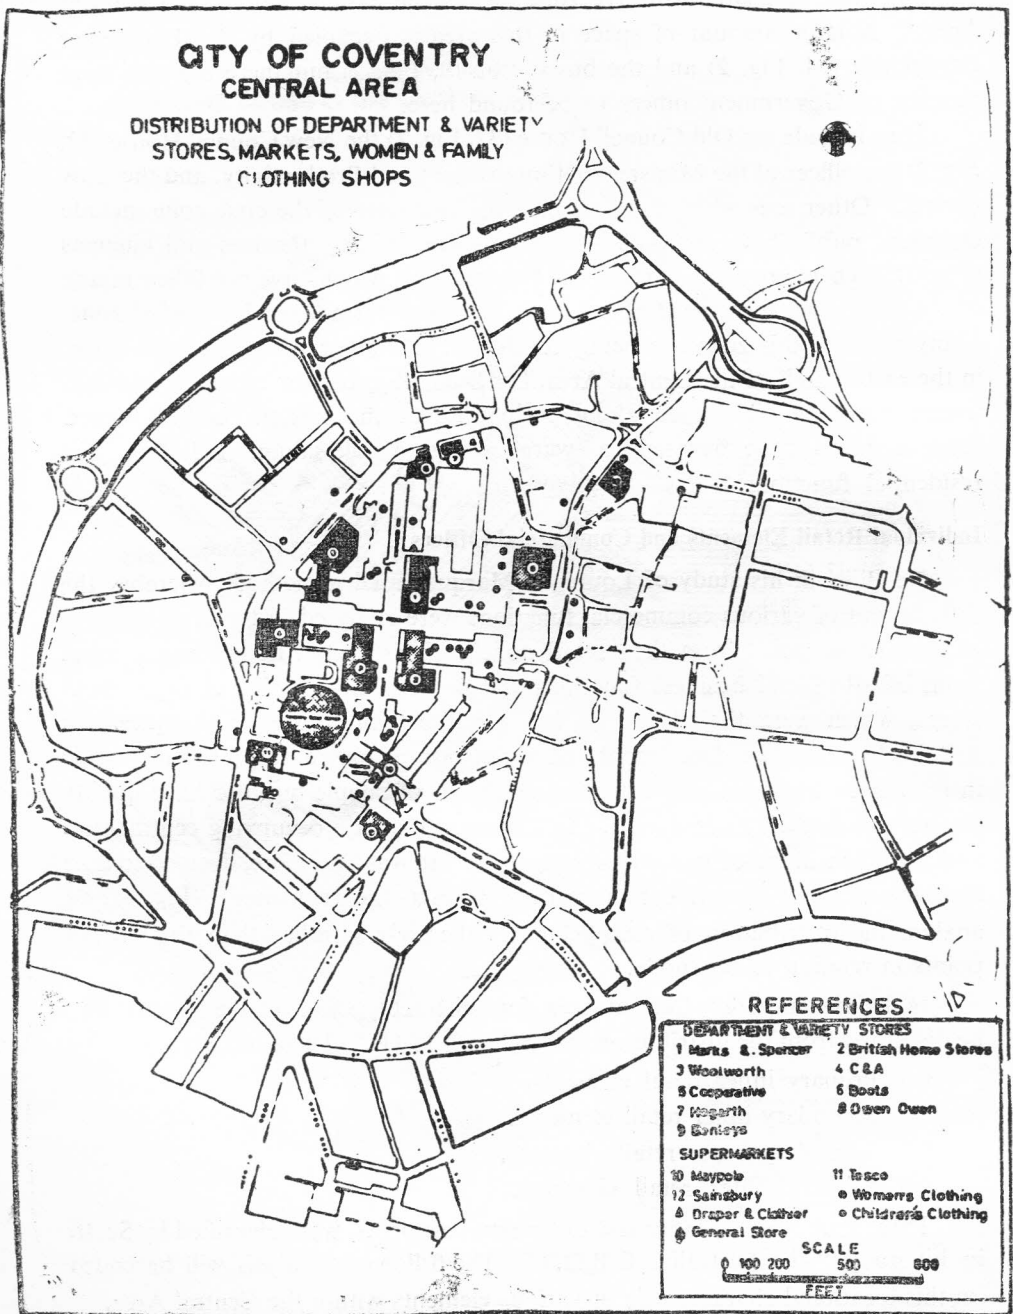 CITY OF COVENTRY
CENTRAL AREA
DISTRIBUTION OF DEPARTMENT & VARIETY
STORES, MARKETS, WOMEN & FAMILY
CLOTHING SHOPS
REFERENCES.
DEPARTMENT & VARIETY STORES
1 Marks & Spencer 2 British Home Stores
3 Woolworth 4 C & A
5 Cooperative 6 Boots
7 Hogarth 8 Owen Owen
9
SUPERMARKETS
10 Maypole 11 Tesco
12 Sainsbury Womens Clothing
Draper & Clothier Childrens Clothing
General Store
SCALE
0 100 200 500 800
FEET